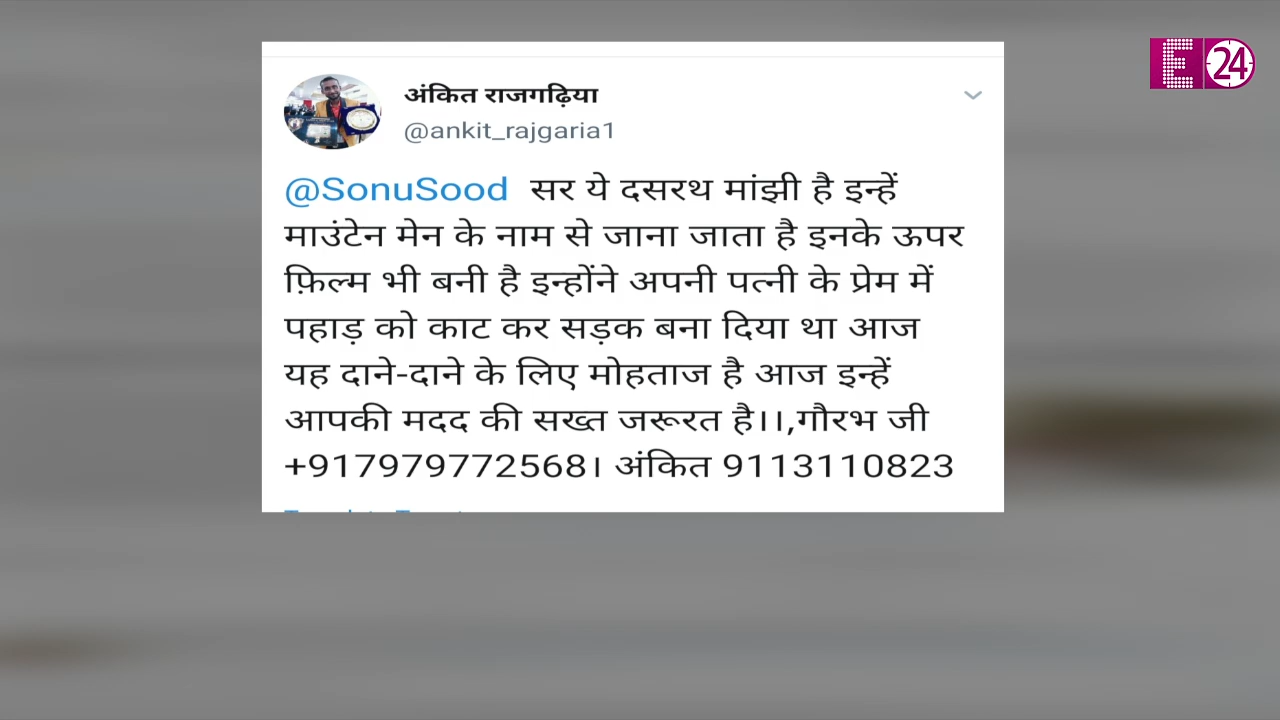 E 24
अंकित राजगढ़िया
@ankit_rajgaria1
@SonuSood सर ये दसरथ मांझी है इन्हें
माउंटेन मेन के नाम से जाना जाता है इनके ऊपर
फ़िल्म भी बनी है इन्होंने अपनी पत्नी के प्रेम में
पहाड़ को काट कर सड़क बना दिया था आज
यह दाने-दाने के लिए मोहताज है आज इन्हें
आपकी मदद की सख्त जरूरत है।।,गौरभ जी
+917979772568। अंकित 9113110823